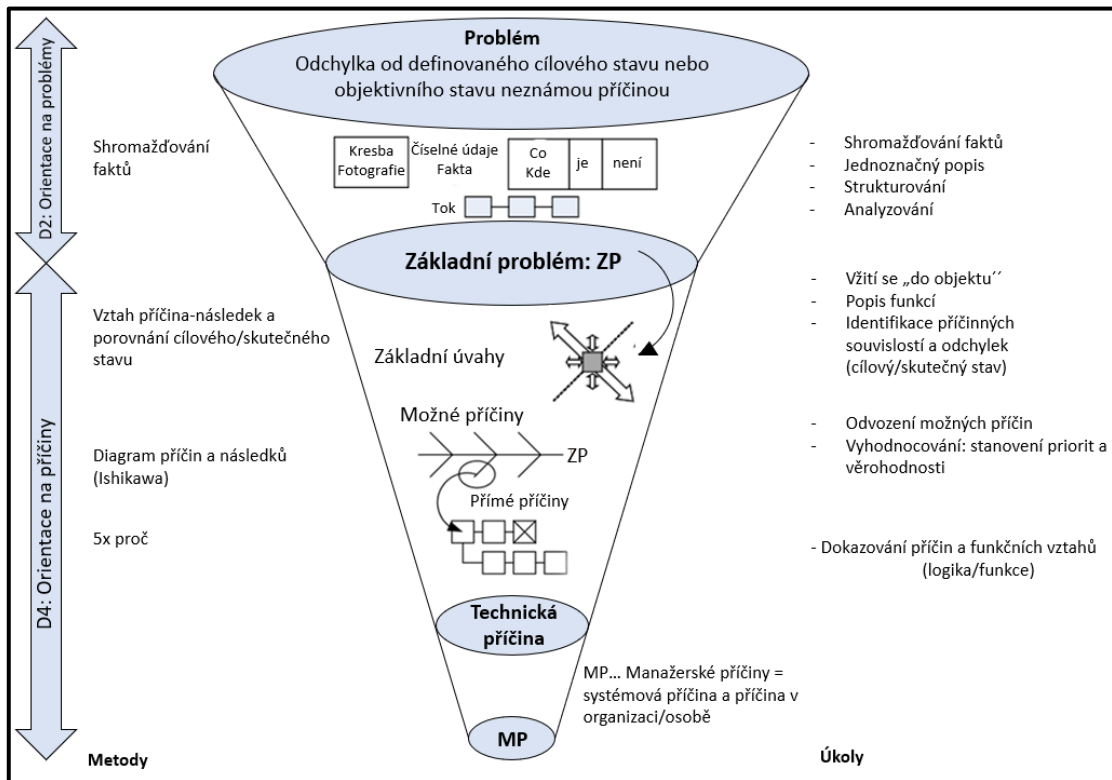 Problém
Odchylka od definovaného cílového stavu nebo
objektivního stavu neznámou příčinou
D2: Orientace na problémy
Shromažďování
faktů
Kresba
Fotografie
Číselné údaje
Fakta
Co
Kde
je
není
Tok
- Shromažďování faktů
- Jednoznačný popis
- Strukturování
- Analyzování
Základní problém: ZP
D4: Orientace na příčiny
Vztah příčina-následek a
porovnání cílového/skutečného
stavu
Základní úvahy
- Vžití se „do objektu´´
- Popis funkcí
- Identifikace příčinných
souvislostí a odchylek
(cílový/skutečný stav)
Možné příčiny
ZP
Diagram příčin a následků
(Ishikawa)
- Odvození možných příčin
- Vyhodnocování: stanovení priorit a
věrohodnosti
Přímé příčiny
5x proč
- Dokazování příčin a funkčních vztahů
(logika/funkce)
Technická
příčina
MP... Manažerské příčiny =
systémová příčina a příčina v
organizaci/osobě
MP
Metody
Úkoly